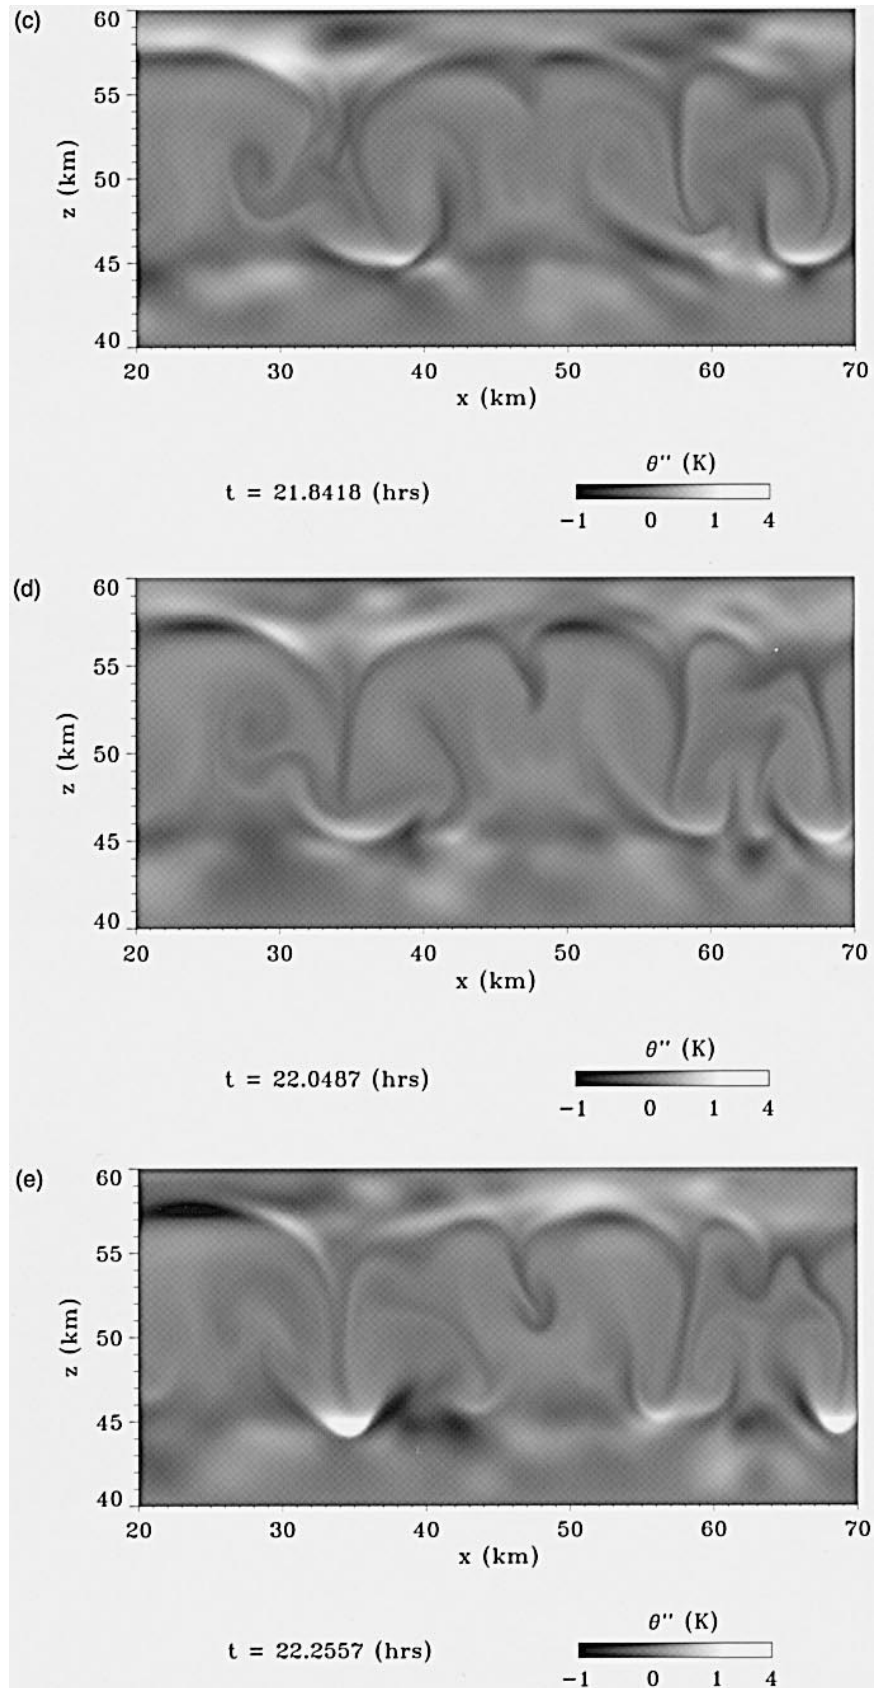 (c)
60
55
50
45
40
z (km)
20 30 40 50 60 70
x (km)
t = 21.8418 (hrs)
θ'' (K)
−1 0 1 4
(d)
60
55
50
45
40
z (km)
20 30 40 50 60 70
x (km)
t = 22.0487 (hrs)
θ'' (K)
−1 0 1 4
(e)
60
55
50
45
40
z (km)
20 30 40 50 60 70
x (km)
t = 22.2557 (hrs)
θ'' (K)
−1 0 1 4